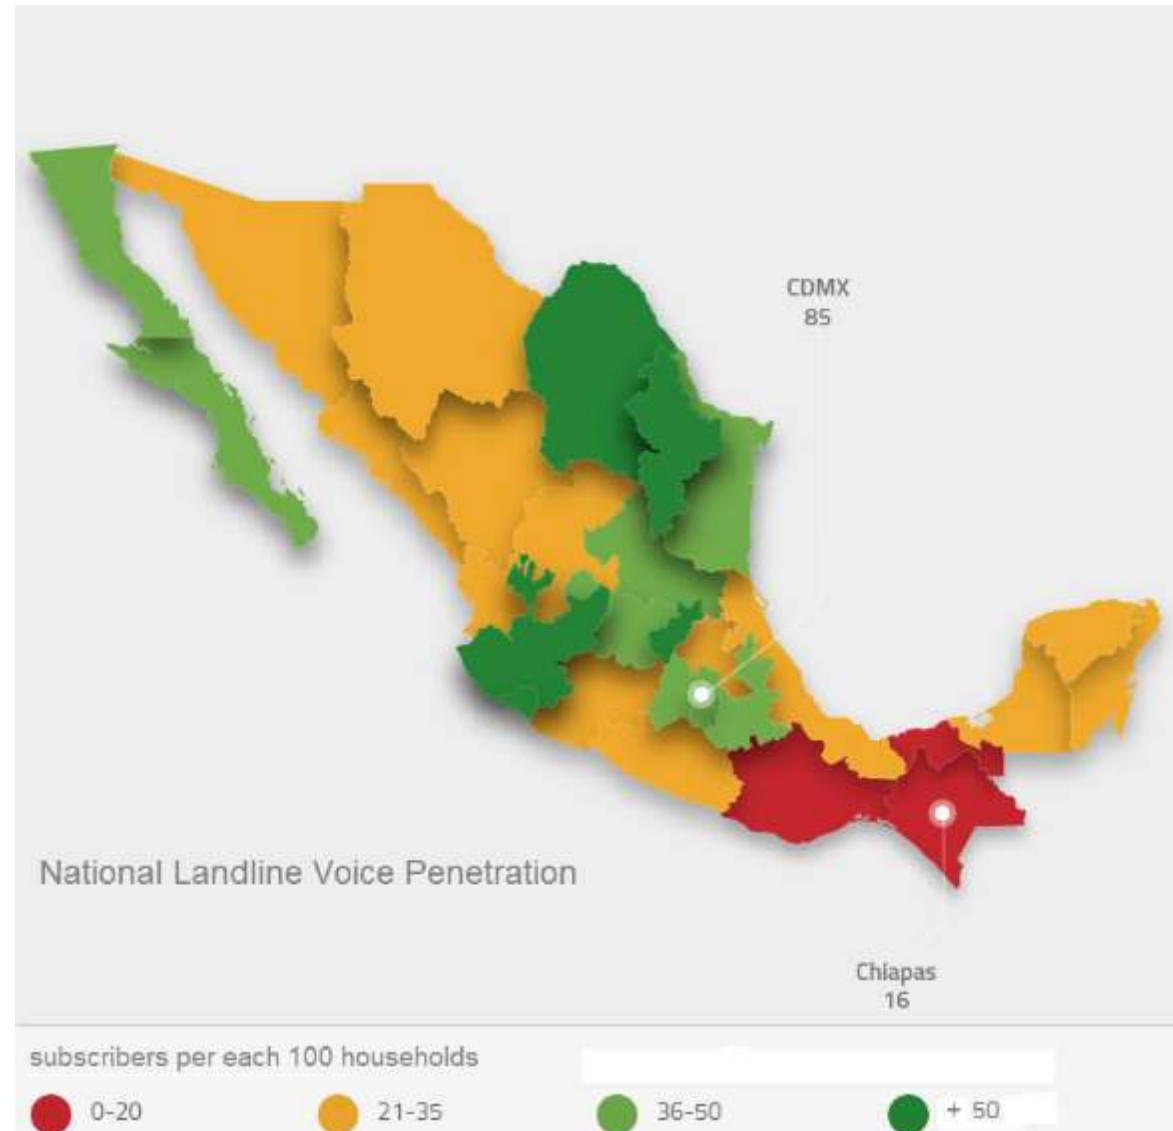 CDMX
85
National Landline Voice Penetration
Chiapas
16
subscribers per each 100 households
0-20
21-35
36-50
+ 50